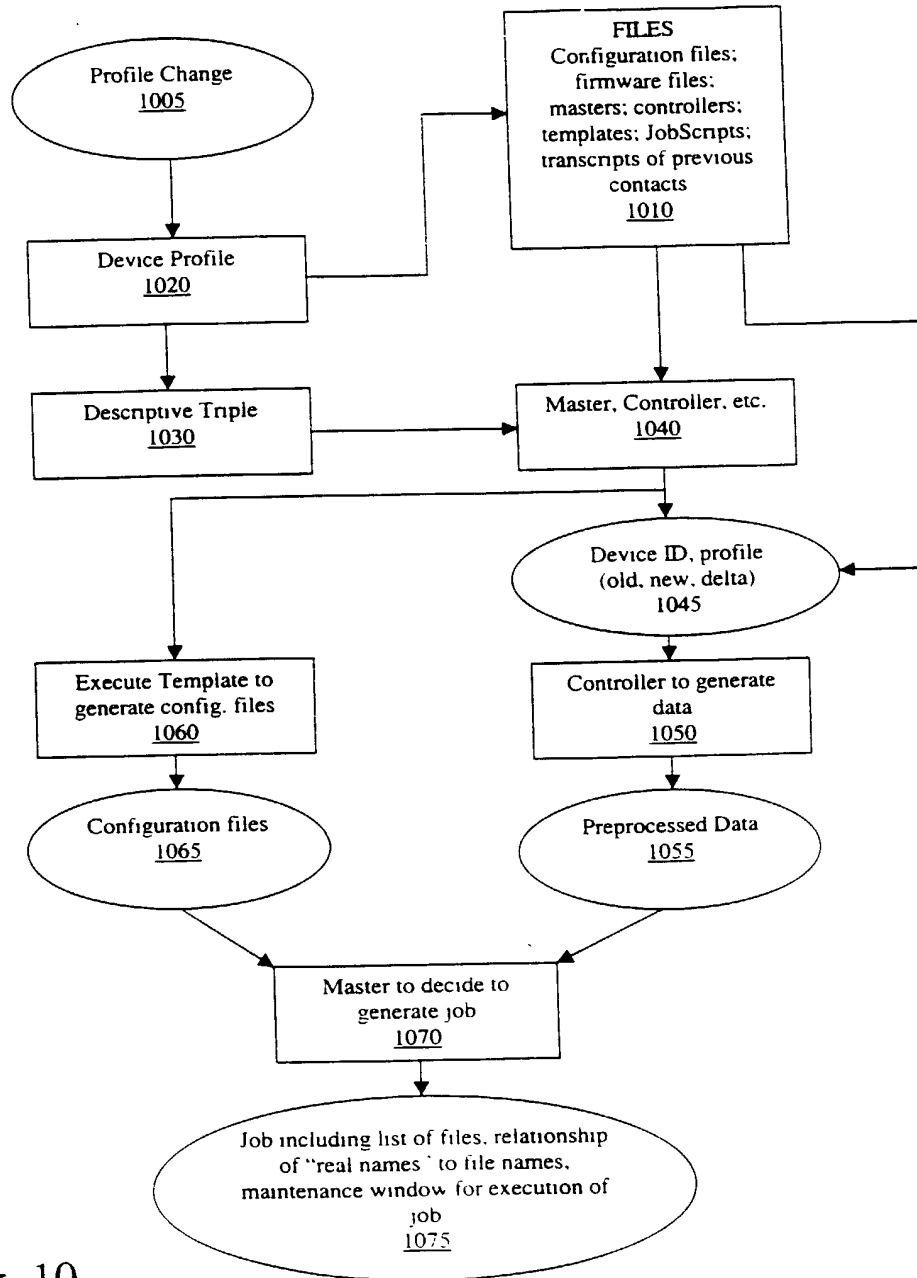 Profile Change
1005
FILES
Configuration files;
firmware files;
masters; controllers;
templates; JobScripts;
transcripts of previous
contacts
1010
Device Profile
1020
Descriptive Triple
1030
Master, Controller, etc.
1040
Device ID, profile
(old, new, delta)
1045
Execute Template to
generate config. files
1060
Controller to generate
data
1050
Configuration files
1065
Preprocessed Data
1055
Master to decide to
generate job
1070
Job including list of files, relationship
of "real names' to file names,
maintenance window for execution of
job
1075
10